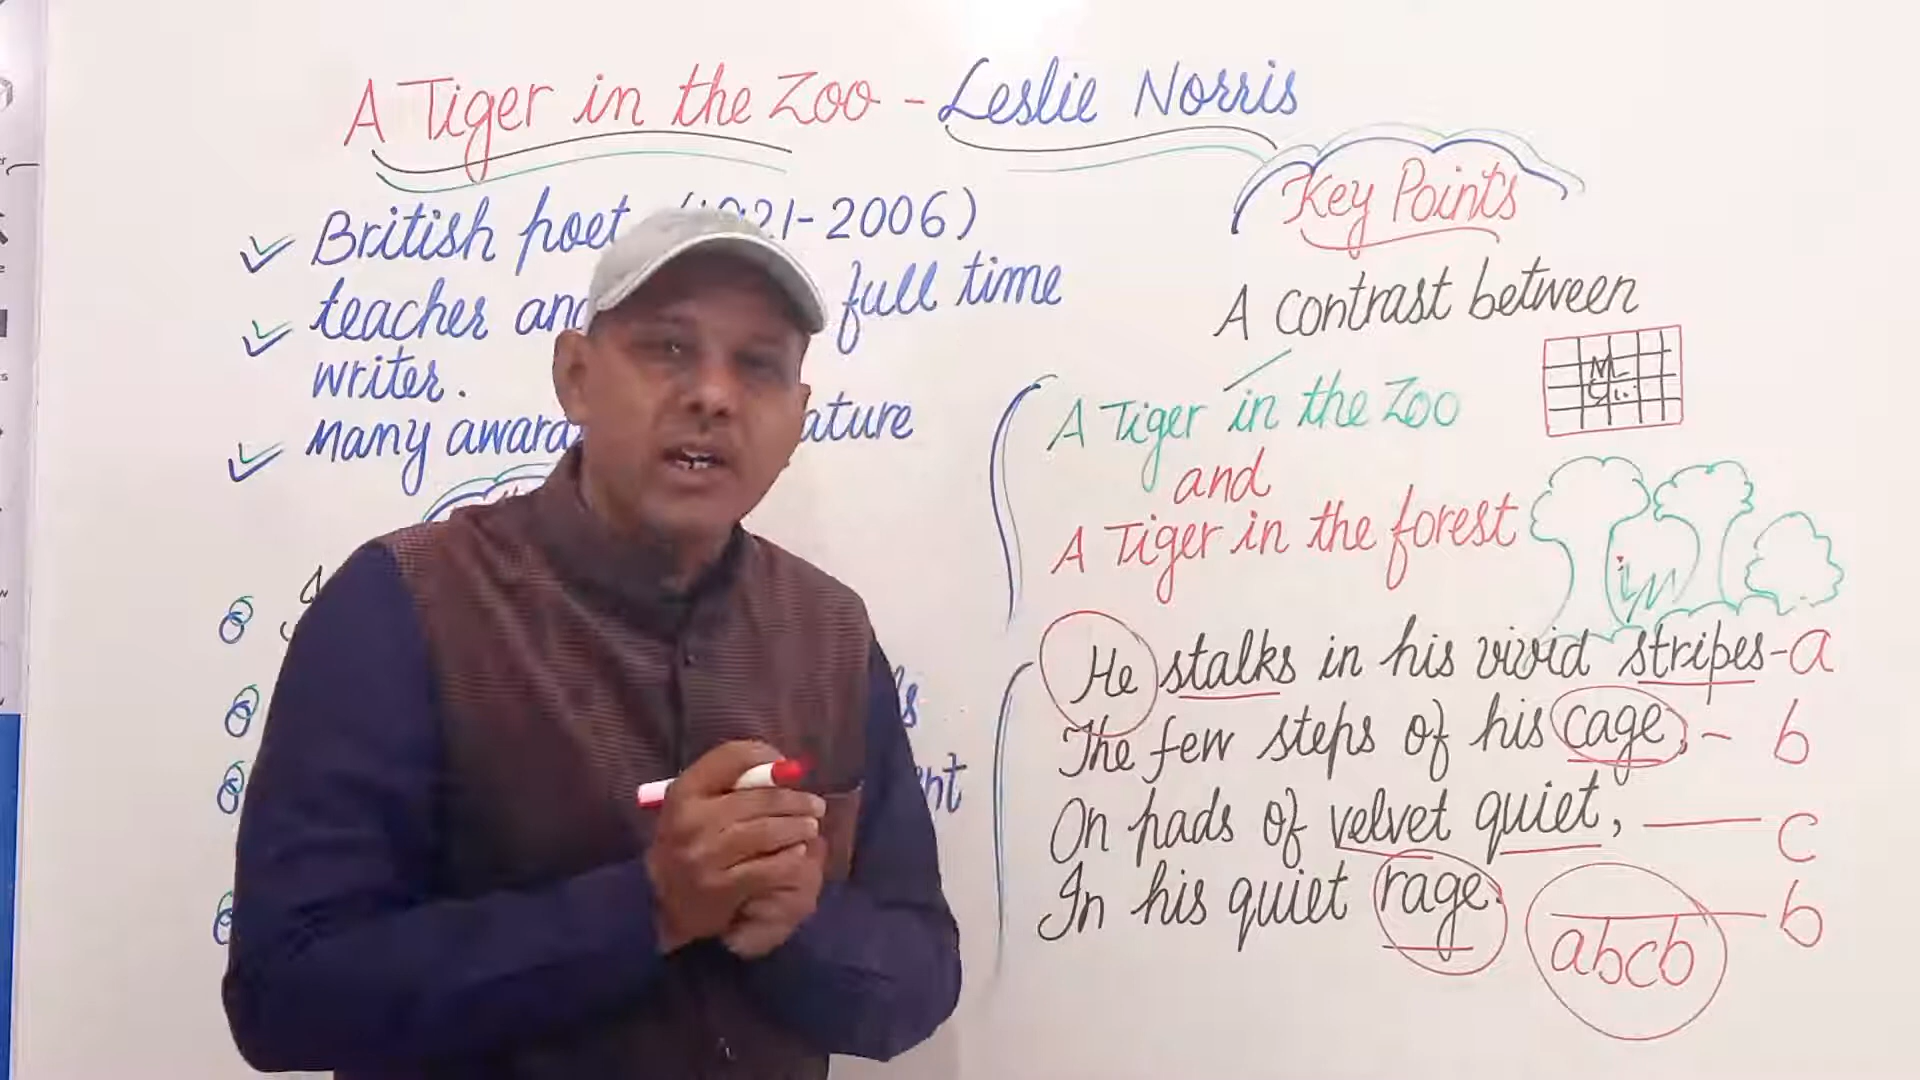 A Tiger in the Zoo - Leslie Norris
British poet (1921-2006)
teacher and full time
writer.
Many
Key Points
A contrast between
A Tiger in the Zoo
and
A Tiger in the forest
He stalks in his vivid stripes - a
The few steps of his cage, - b
On pads of velvet quiet, — c
In his quiet rage. — b
abcb